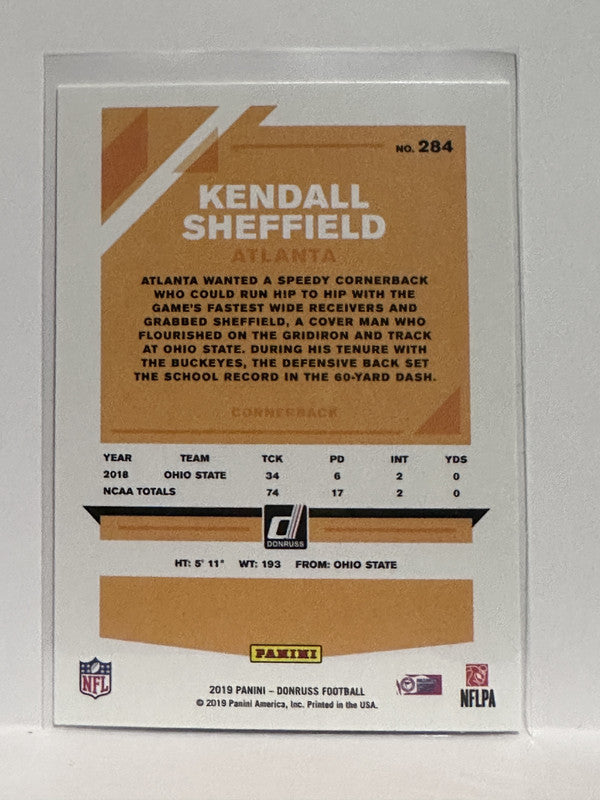 NO. 284
KENDALL
SHEFFIELD
ATLANTA
ATLANTA WANTED A SPEEDY CORNERBACK
WHO COULD RUN HIP TO HIP WITH THE
GAME'S FASTEST WIDE RECEIVERS AND
GRABBED SHEFFIELD, A COVER MAN WHO
FLOURISHED ON THE GRIDIRON AND TRACK
AT OHIO STATE. DURING HIS TENURE WITH
THE BUCKEYES, THE DEFENSIVE BACK SET
THE SCHOOL RECORD IN THE 60-YARD DASH.
CORNERBACK
YEAR TEAM TCK PD INT YDS
2018 OHIO STATE 34 6 2 0
NCAA TOTALS 74 17 2 0
d
DONRUSS
HT: 5' 11" WT: 193 FROM: OHIO STATE
PANINI
NFL
2019 PANINI – DONRUSS FOOTBALL
© 2019 Panini America, Inc. Printed in the USA.
NFLPA